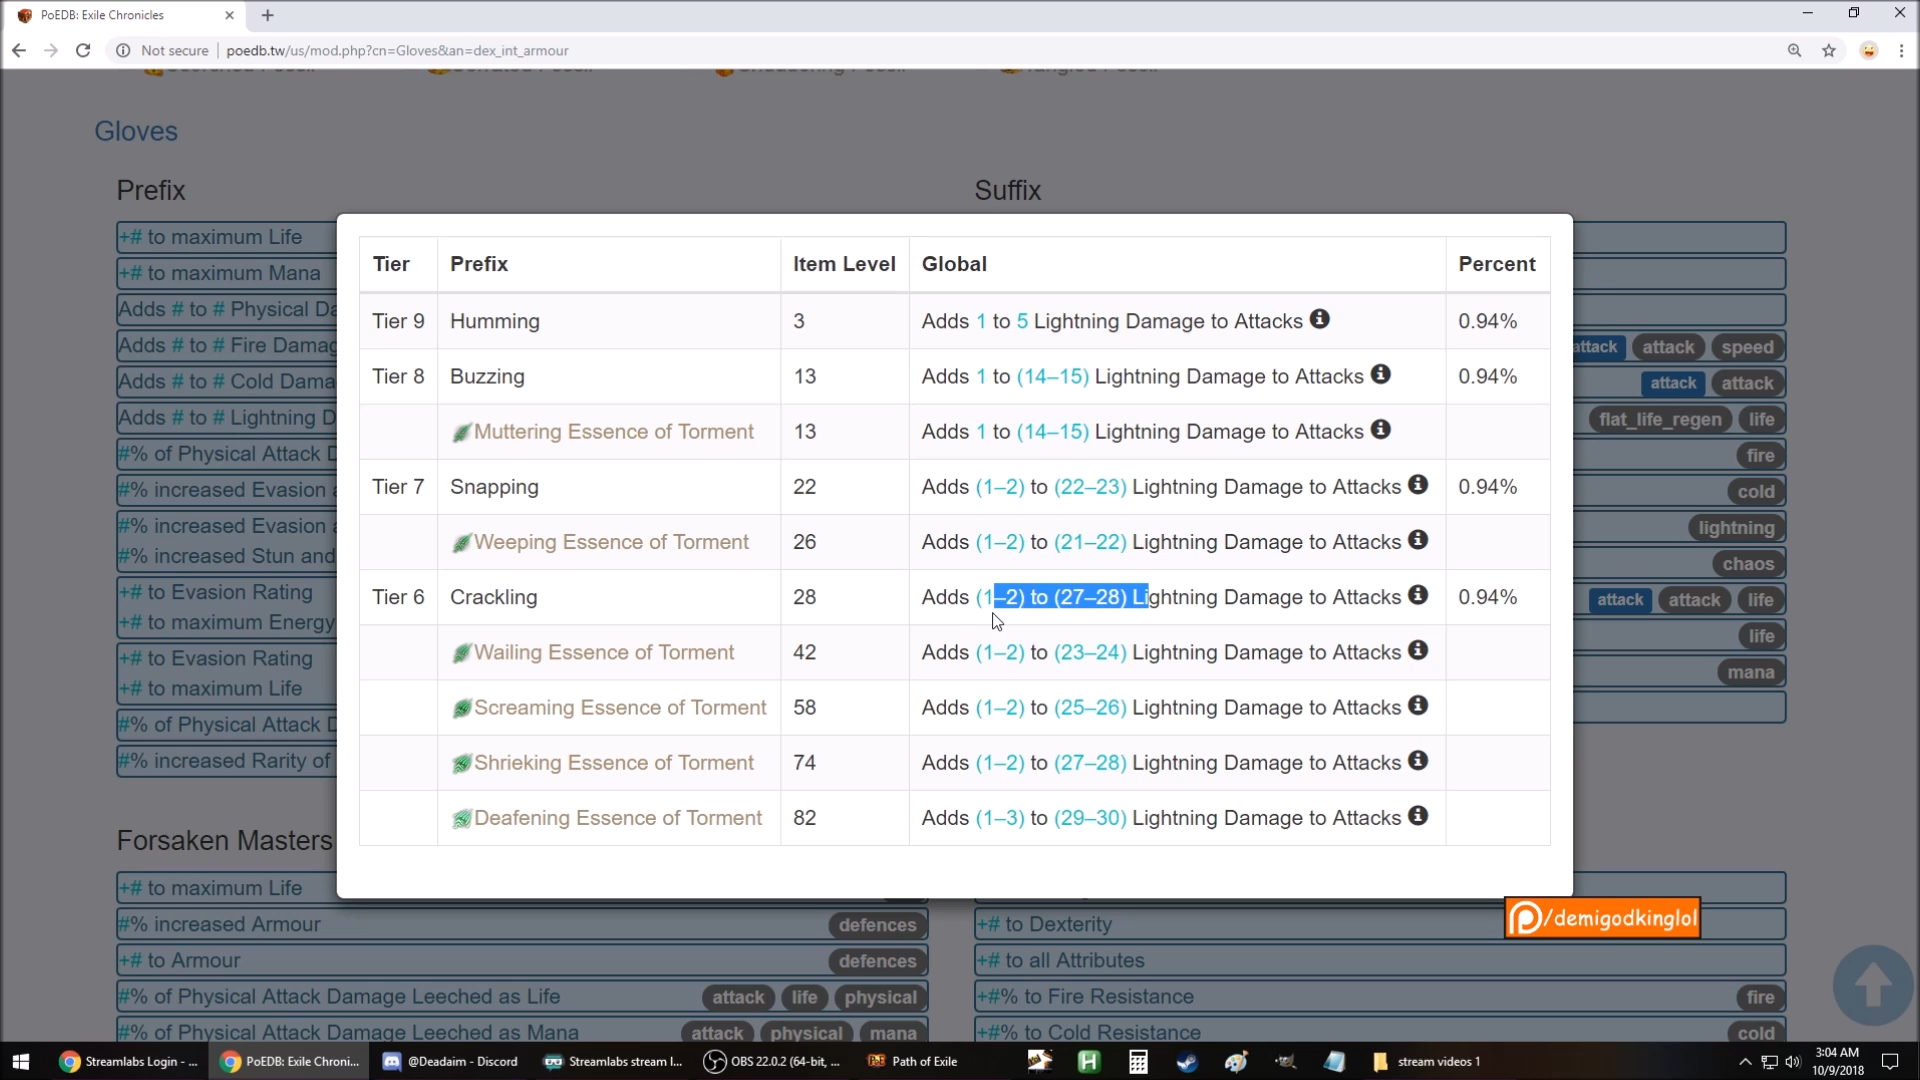 PoEDB: Exile Chronicles
Not secure | poedb.tw/us/mod.php?cn=Gloves&an=dex_int_armour
Gloves
Prefix
Suffix
+# to maximum Life
+# to maximum Mana
Adds # to # Physical Da
Adds # to # Fire Damag
attack attack speed
Adds # to # Cold Dama
attack attack
Adds # to # Lightning D
flat_life_regen life
#% of Physical Attack D
fire
#% increased Evasion a
cold
#% increased Evasion a
lightning
#% increased Stun and
chaos
+# to Evasion Rating
attack attack life
+# to maximum Energy
life
+# to Evasion Rating
mana
+# to maximum Life
#% of Physical Attack D
#% increased Rarity of
Tier Prefix Item Level Global Percent
Tier 9 Humming 3 Adds 1 to 5 Lightning Damage to Attacks 0.94%
Tier 8 Buzzing 13 Adds 1 to (14–15) Lightning Damage to Attacks 0.94%
Muttering Essence of Torment 13 Adds 1 to (14–15) Lightning Damage to Attacks
Tier 7 Snapping 22 Adds (1–2) to (22–23) Lightning Damage to Attacks 0.94%
Weeping Essence of Torment 26 Adds (1–2) to (21–22) Lightning Damage to Attacks
Tier 6 Crackling 28 Adds (1–2) to (27–28) Lightning Damage to Attacks 0.94%
Wailing Essence of Torment 42 Adds (1–2) to (23–24) Lightning Damage to Attacks
Screaming Essence of Torment 58 Adds (1–2) to (25–26) Lightning Damage to Attacks
Shrieking Essence of Torment 74 Adds (1–2) to (27–28) Lightning Damage to Attacks
Deafening Essence of Torment 82 Adds (1–3) to (29–30) Lightning Damage to Attacks
Forsaken Masters
+# to maximum Life
/demigodkinglol
#% increased Armour defences
+# to Dexterity
+# to Armour defences
+# to all Attributes
#% of Physical Attack Damage Leeched as Life attack life physical
+#% to Fire Resistance fire
#% of Physical Attack Damage Leeched as Mana attack physical mana
+#% to Cold Resistance cold
Streamlabs Login - ... PoEDB: Exile Chroni... @Deadaim - Discord Streamlabs stream l... OBS 22.0.2 (64-bit, ... Path of Exile stream videos 1
3:04 AM
10/9/2018